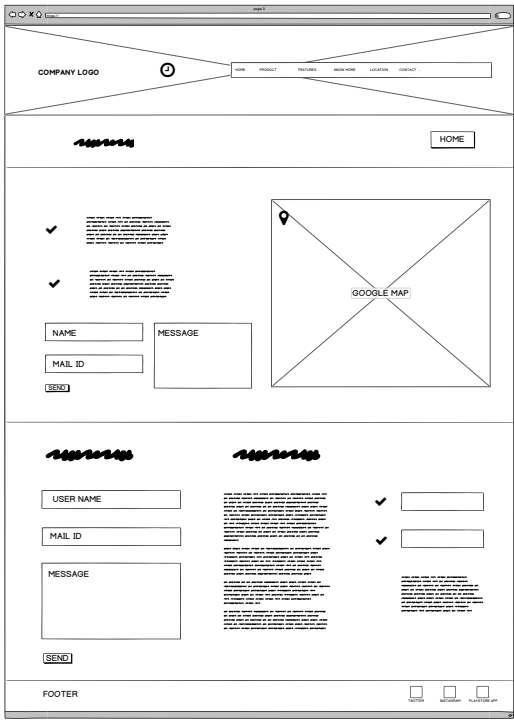 page 3
https://
COMPANY LOGO
HOME PRODUCT FEATURES KNOW MORE LOCATION CONTACT ..
HOME
GOOGLE MAP
NAME
MESSAGE
MAIL ID
SEND
USER NAME
MAIL ID
MESSAGE
SEND
FOOTER
TWITTER INSTAGRAM PLAYSTORE APP